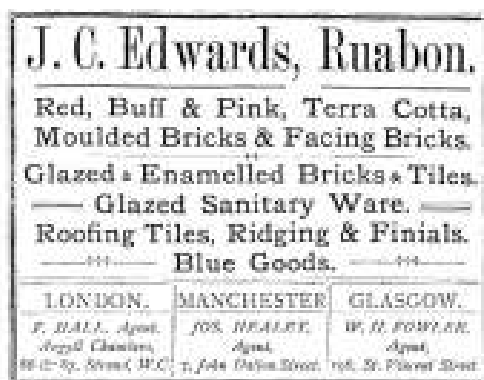 J. C. Edwards, Ruabon.
Red, Buff & Pink, Terra Cotta,
Moulded Bricks & Facing Bricks.
Glazed & Enamelled Bricks & Tiles.
Glazed Sanitary Ware.
Roofing Tiles, Ridging & Finials.
Blue Goods.
LONDON.
F. HALL, Agent,
Argyll Chambers,
Strand, W.C.
MANCHESTER
JOS. HEALEY,
Agent,
7, John Dalton Street.
GLASGOW.
W. H. FOWLER,
Agent,
St. Vincent Street